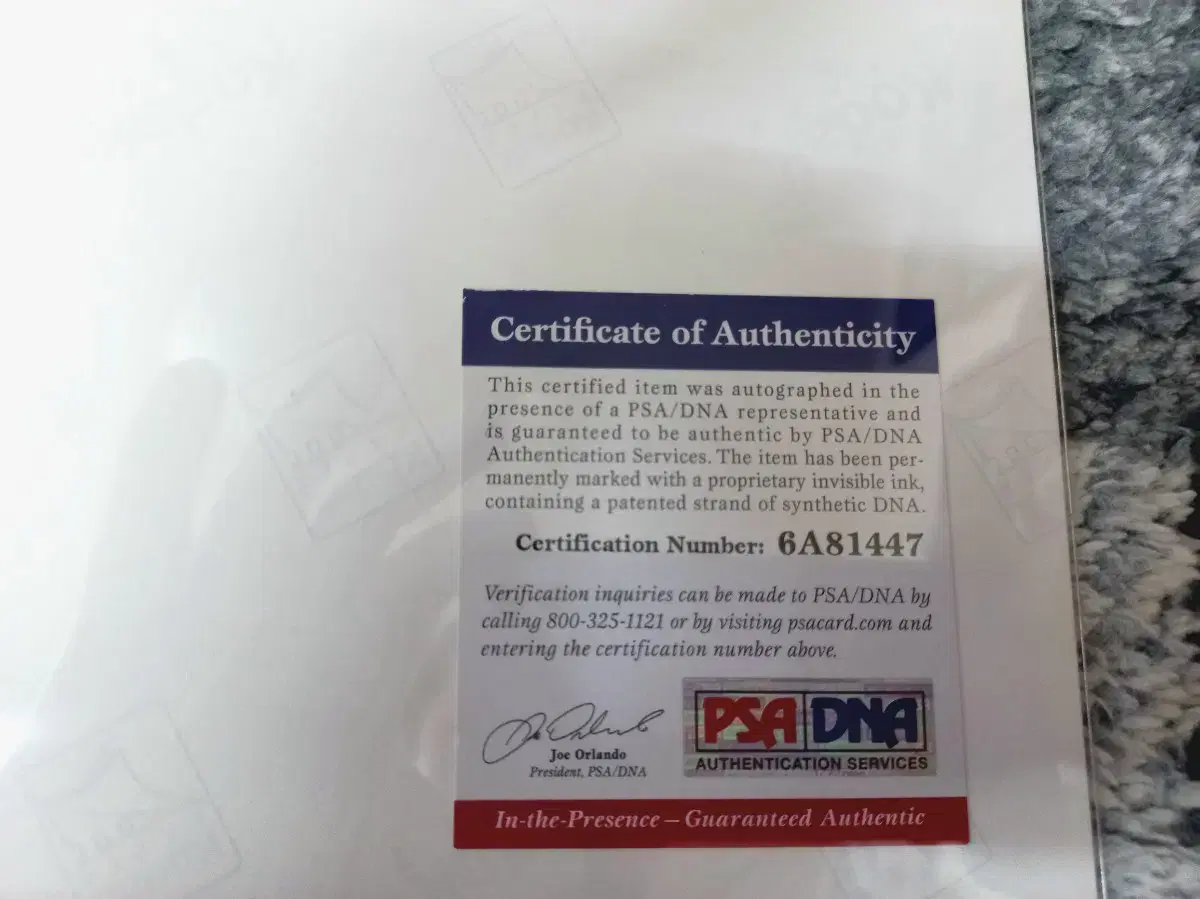 Certificate of Authenticity
This certified item was autographed in the
presence of a PSA/DNA representative and
is guaranteed to be authentic by PSA/DNA
Authentication Services. The item has been per-
manently marked with a proprietary invisible ink,
containing a patented strand of synthetic DNA.
Certification Number: 6A81447
Verification inquiries can be made to PSA/DNA by
calling 800-325-1121 or by visiting psacard.com and
entering the certification number above.
Joe Orlando
President, PSA/DNA
PSA DNA
AUTHENTICATION SERVICES
In-the-Presence – Guaranteed Authentic